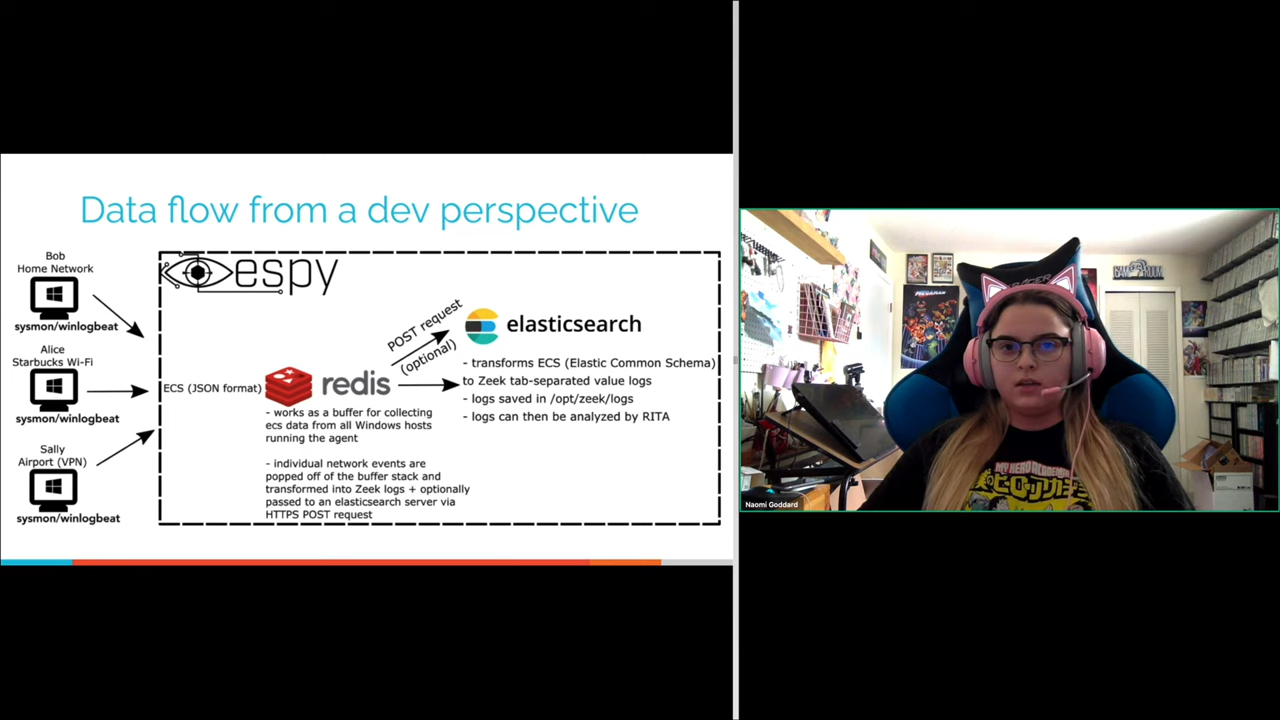 Data flow from a dev perspective
Bob
Home Network
sysmon/winlogbeat
Alice
Starbucks Wi-Fi
sysmon/winlogbeat
Sally
Airport (VPN)
sysmon/winlogbeat
espy
ECS (JSON format)
redis
- works as a buffer for collecting
ecs data from all Windows hosts
running the agent
- individual network events are
popped off of the buffer stack and
transformed into Zeek logs + optionally
passed to an elasticsearch server via
HTTPS POST request
POST request
(optional)
elasticsearch
- transforms ECS (Elastic Common Schema)
to Zeek tab-separated value logs
- logs saved in /opt/zeek/logs
- logs can then be analyzed by RITA
MEGAMAN
GAME ROOM
RACER
MY HERO ACADEMIA
Naomi Goddard